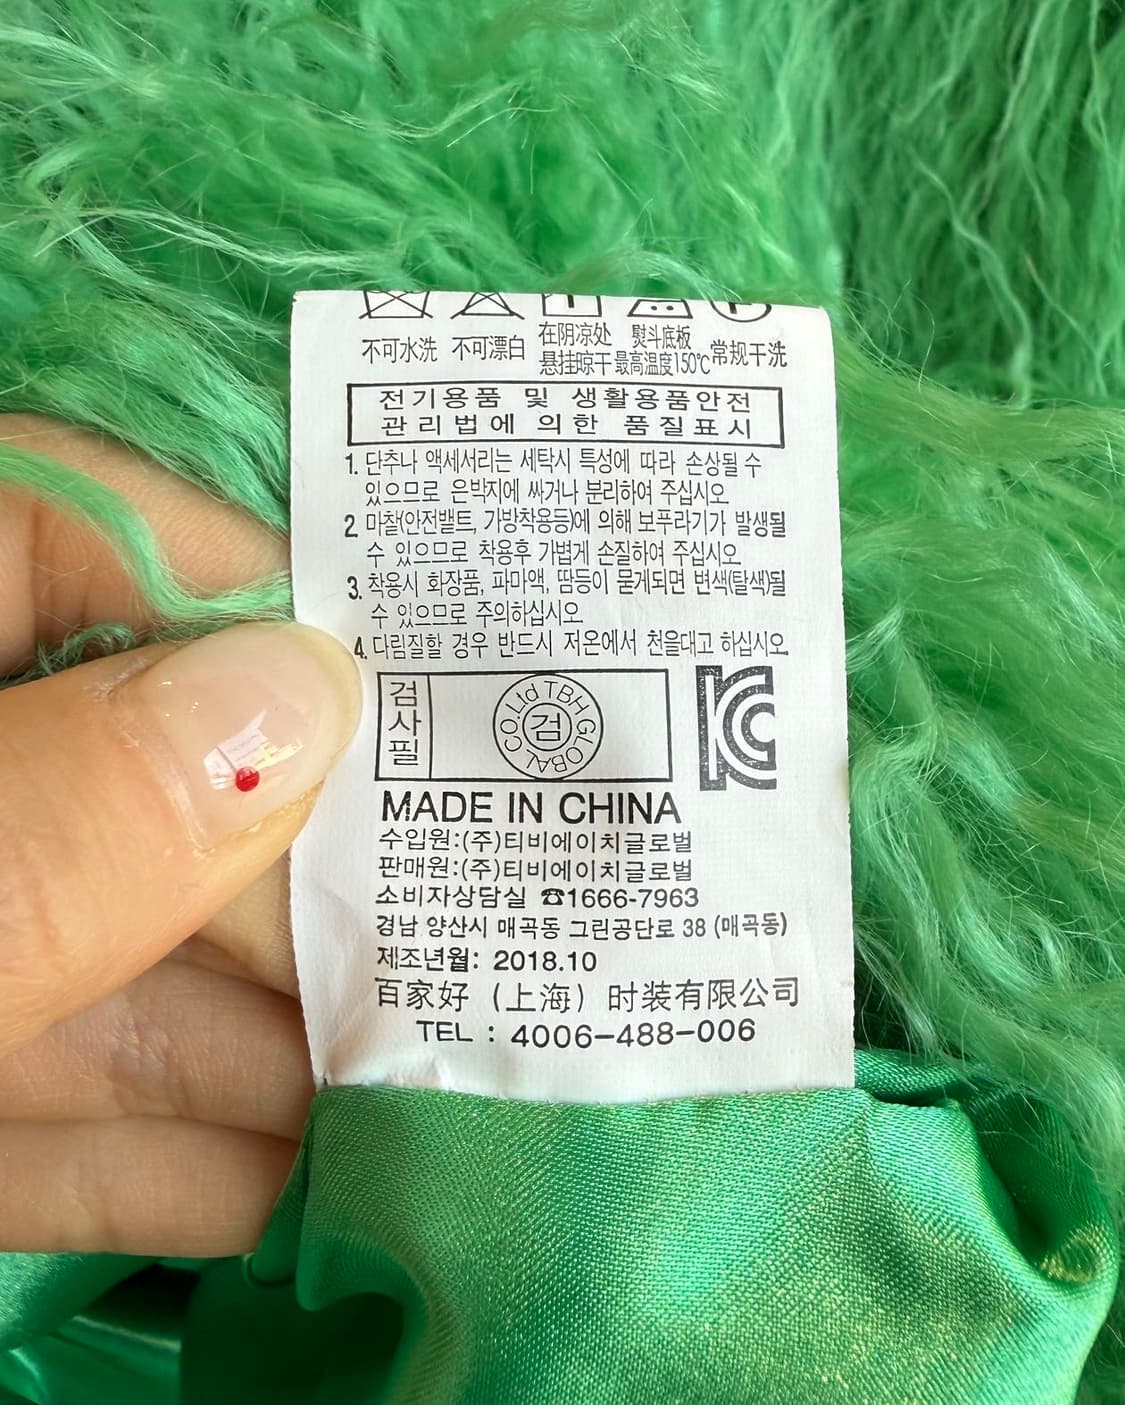 不可水洗 不可漂白 在阴凉处 熨斗底板 常规干洗
悬挂晾干 最高温度150℃
전기용품 및 생활용품안전
관리법에 의한 품질표시
1. 단추나 액세서리는 세탁시 특성에 따라 손상될 수
있으므로 은박지에 싸거나 분리하여 주십시오
2. 마찰(안전밸트, 가방착용등)에 의해 보푸라기가 발생될
수 있으므로 착용후 가볍게 손질하여 주십시오
3. 착용시 화장품, 파마액, 땀등이 묻게되면 변색(탈색)될
수 있으므로 주의하십시오
4. 다림질할 경우 반드시 저온에서 천을대고 하십시오
검사필
TBH GLOBAL CO.Ltd
검
KC
MADE IN CHINA
수입원:(주)티비에이치글로벌
판매원:(주)티비에이치글로벌
소비자상담실 ☎1666-7963
경남 양산시 매곡동 그린공단로 38 (매곡동)
제조년월: 2018.10
百家好（上海）时装有限公司
TEL : 4006-488-006